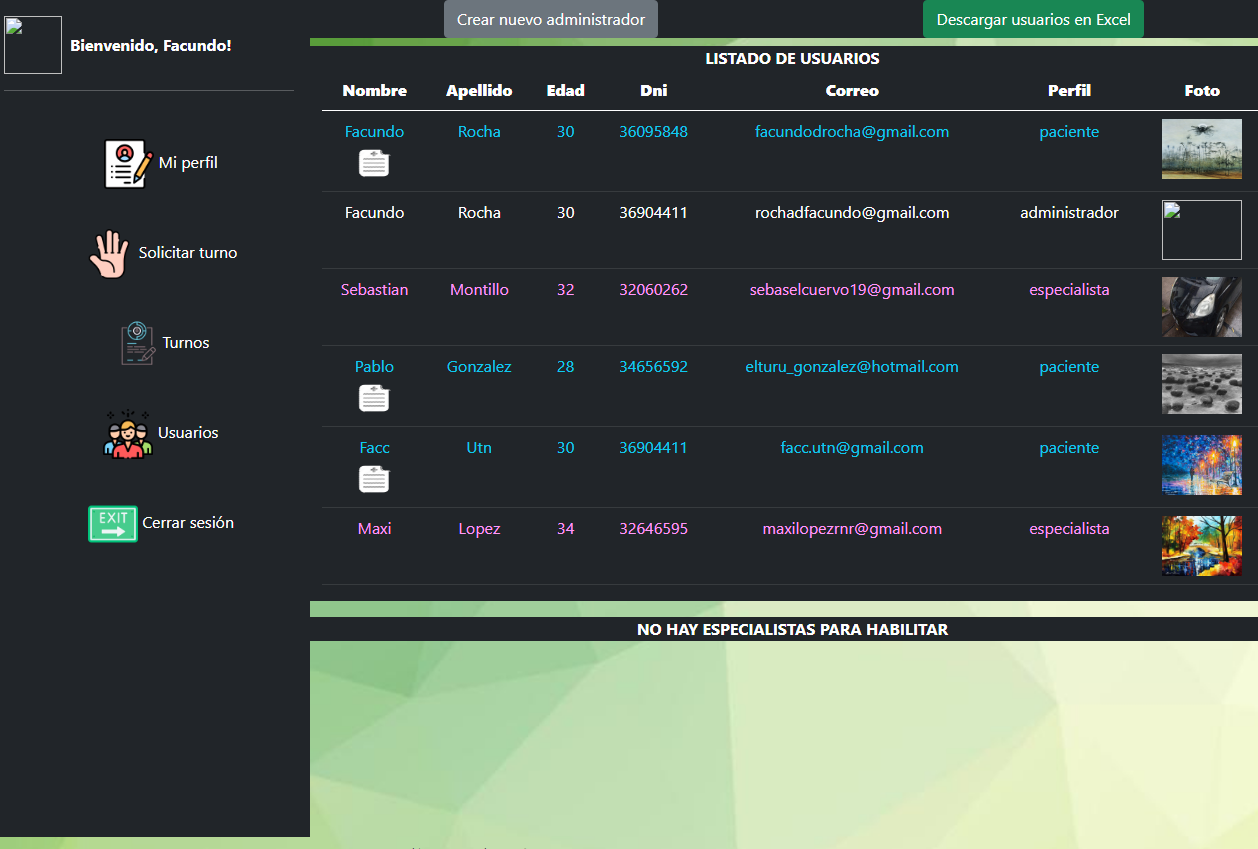 Bienvenido, Facundo!
Mi perfil
Solicitar turno
Turnos
Usuarios
EXIT
Cerrar sesión
Crear nuevo administrador
Descargar usuarios en Excel
LISTADO DE USUARIOS
Nombre Apellido Edad Dni Correo Perfil Foto
Facundo Rocha 30 36095848 facundodrocha@gmail.com paciente
Facundo Rocha 30 36904411 rochadfacundo@gmail.com administrador
Sebastian Montillo 32 32060262 sebaselcuervo19@gmail.com especialista
Pablo Gonzalez 28 34656592 elturu_gonzalez@hotmail.com paciente
Facc Utn 30 36904411 facc.utn@gmail.com paciente
Maxi Lopez 34 32646595 maxilopezrnr@gmail.com especialista
NO HAY ESPECIALISTAS PARA HABILITAR